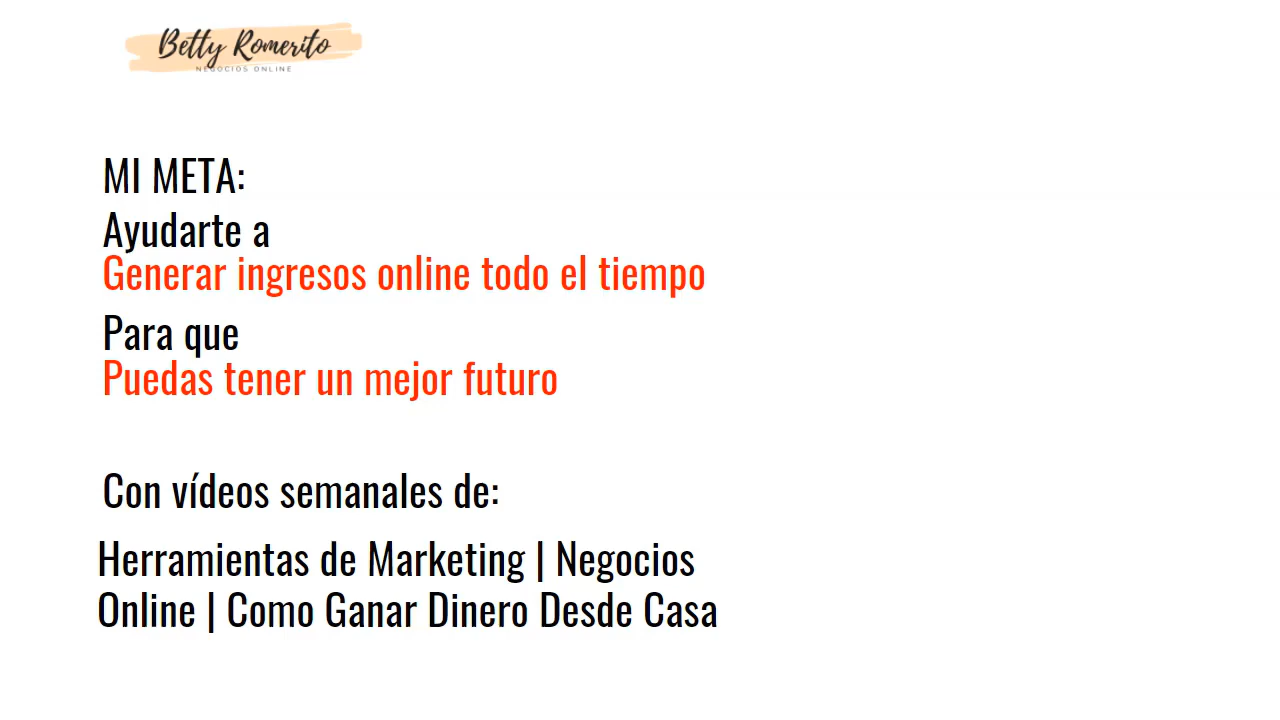 Betty Romerito
NEGOCIOS ONLINE
MI META:
Ayudarte a
Generar ingresos online todo el tiempo
Para que
Puedas tener un mejor futuro
Con vídeos semanales de:
Herramientas de Marketing | Negocios
Online | Como Ganar Dinero Desde Casa